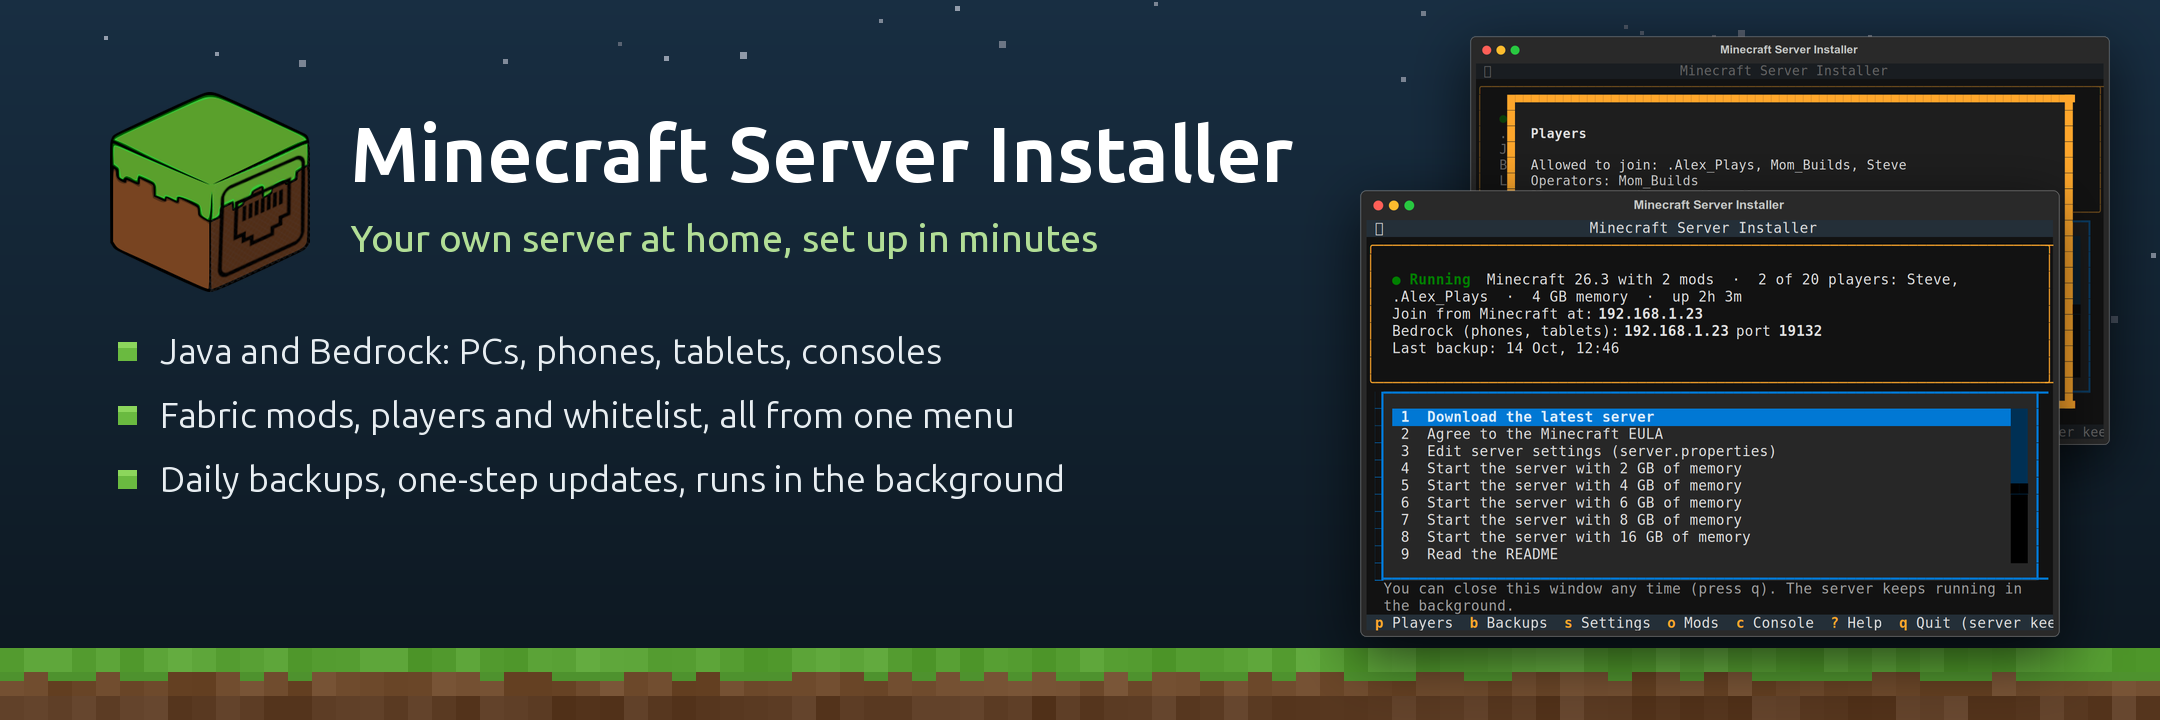 Minecraft Server Installer
Your own server at home, set up in minutes
Java and Bedrock: PCs, phones, tablets, consoles
Fabric mods, players and whitelist, all from one menu
Daily backups, one-step updates, runs in the background
Minecraft Server Installer
Minecraft Server Installer
Players
Allowed to join: .Alex_Plays, Mom_Builds, Steve
Operators: Mom_Builds
Minecraft Server Installer
Minecraft Server Installer
● Running Minecraft 26.3 with 2 mods · 2 of 20 players: Steve,
.Alex_Plays · 4 GB memory · up 2h 3m
Join from Minecraft at: 192.168.1.23
Bedrock (phones, tablets): 192.168.1.23 port 19132
Last backup: 14 Oct, 12:46
1 Download the latest server
2 Agree to the Minecraft EULA
3 Edit server settings (server.properties)
4 Start the server with 2 GB of memory
5 Start the server with 4 GB of memory
6 Start the server with 6 GB of memory
7 Start the server with 8 GB of memory
8 Start the server with 16 GB of memory
9 Read the README
You can close this window any time (press q). The server keeps running in
the background.
p Players b Backups s Settings o Mods c Console ? Help q Quit (server kee